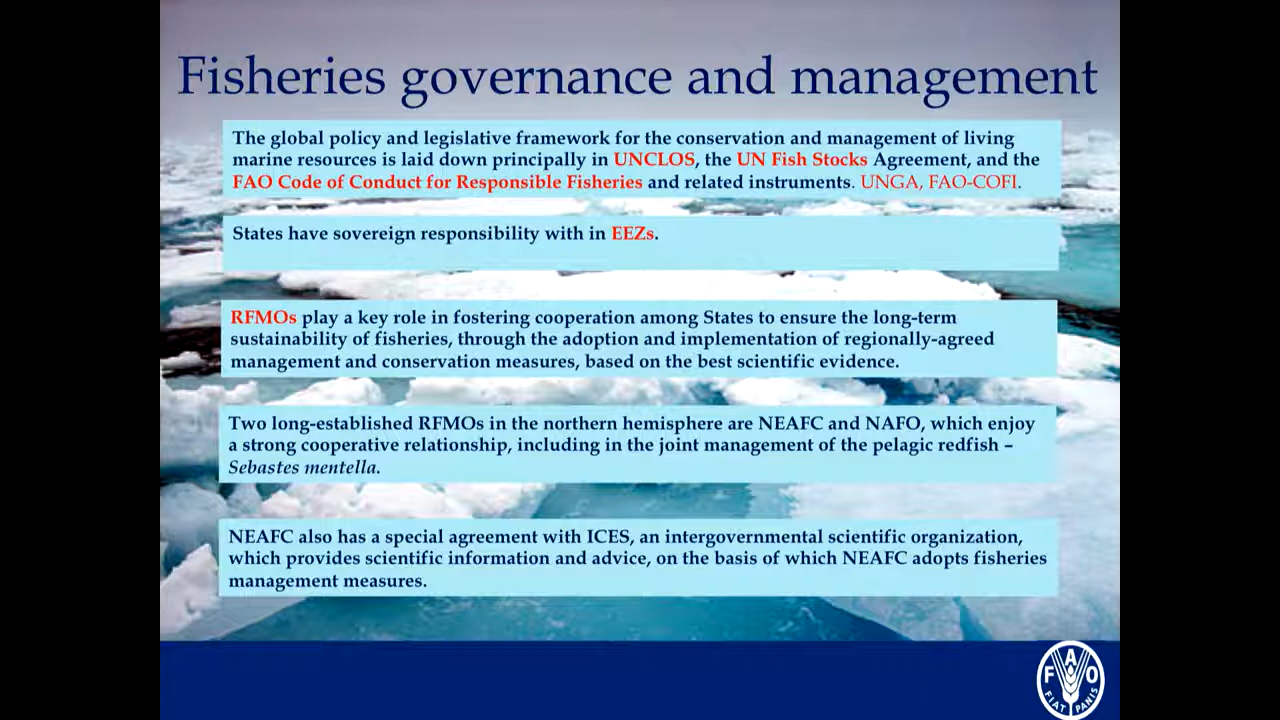 Fisheries governance and management
The global policy and legislative framework for the conservation and management of living
marine resources is laid down principally in UNCLOS, the UN Fish Stocks Agreement, and the
FAO Code of Conduct for Responsible Fisheries and related instruments. UNGA, FAO-COFI.
States have sovereign responsibility with in EEZs.
RFMOs play a key role in fostering cooperation among States to ensure the long-term
sustainability of fisheries, through the adoption and implementation of regionally-agreed
management and conservation measures, based on the best scientific evidence.
Two long-established RFMOs in the northern hemisphere are NEAFC and NAFO, which enjoy
a strong cooperative relationship, including in the joint management of the pelagic redfish –
Sebastes mentella.
NEAFC also has a special agreement with ICES, an intergovernmental scientific organization,
which provides scientific information and advice, on the basis of which NEAFC adopts fisheries
management measures.
F A O
FIAT PANIS